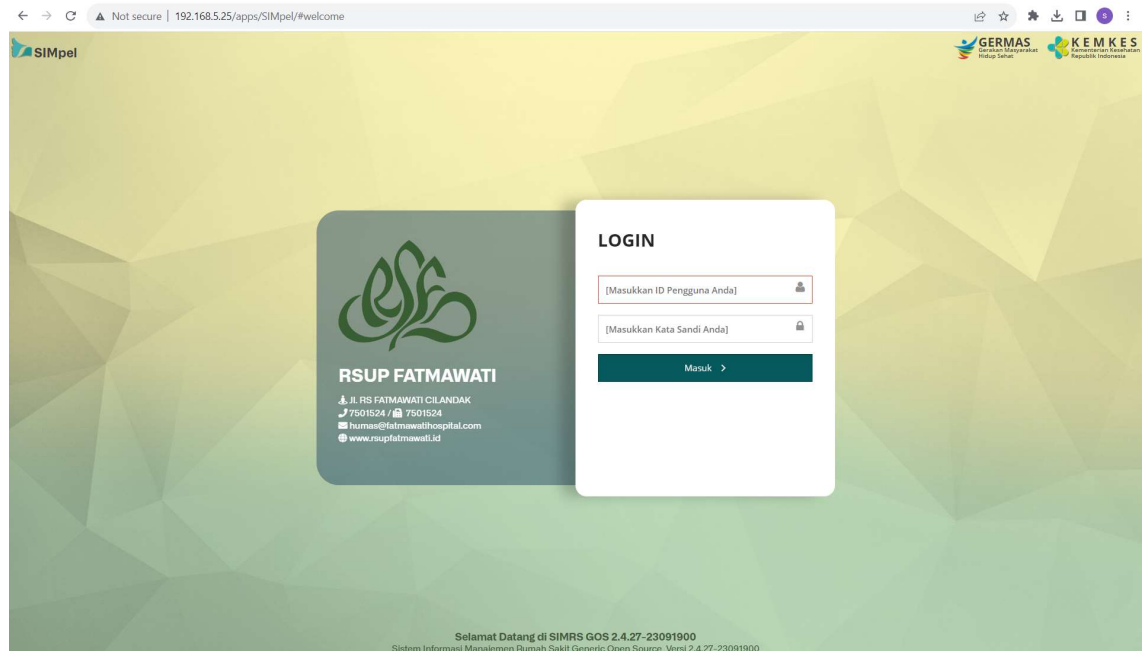 Not secure | 192.168.5.25/apps/SIMpel/#welcome
S
SIMpel
GERMAS
Gerakan Masyarakat
Hidup Sehat
KEMKES
Kementerian Kesehatan
Republik Indonesia
RSUP FATMAWATI
JL RS FATMAWATI CILANDAK
7501524 / 7501524
humas@fatmawatihospital.com
www.rsupfatmawati.id
LOGIN
[Masukkan ID Pengguna Anda]
[Masukkan Kata Sandi Anda]
Masuk >
Selamat Datang di SIMRS GOS 2.4.27-23091900
Sistem Informasi Manajemen Rumah Sakit Generic Open Source, Versi 2.4.27-23091900